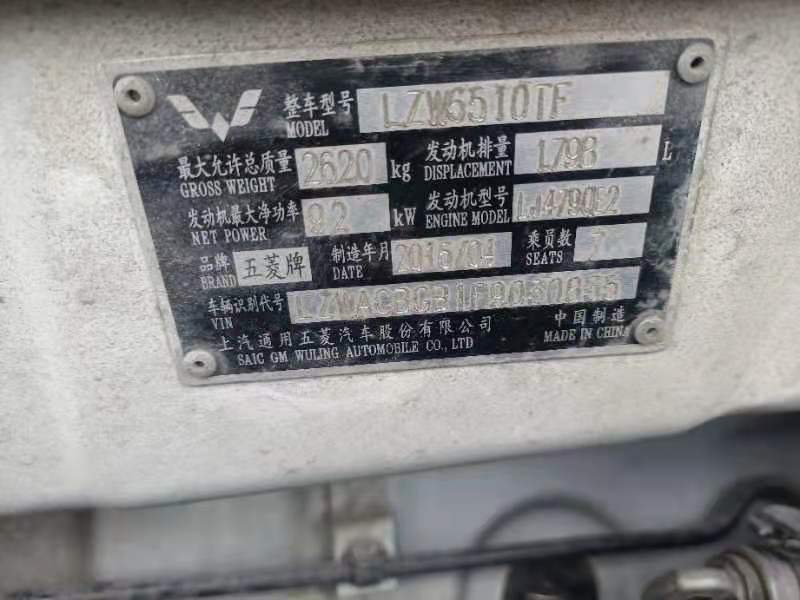 整车型号 LZW6510TF
MODEL
最大允许总质量 2620 kg 发动机排量 1.798 L
GROSS WEIGHT DISPLACEMENT
发动机最大净功率 92 kW 发动机型号 LJ479QE2
NET POWER ENGINE MODEL
品牌 五菱牌 制造年月 2015/04 乘员数 7
BRAND DATE SEATS
车辆识别代号
VIN
上汽通用五菱汽车股份有限公司 中国制造
SAIC GM WULING AUTOMOBILE CO., LTD MADE IN CHINA